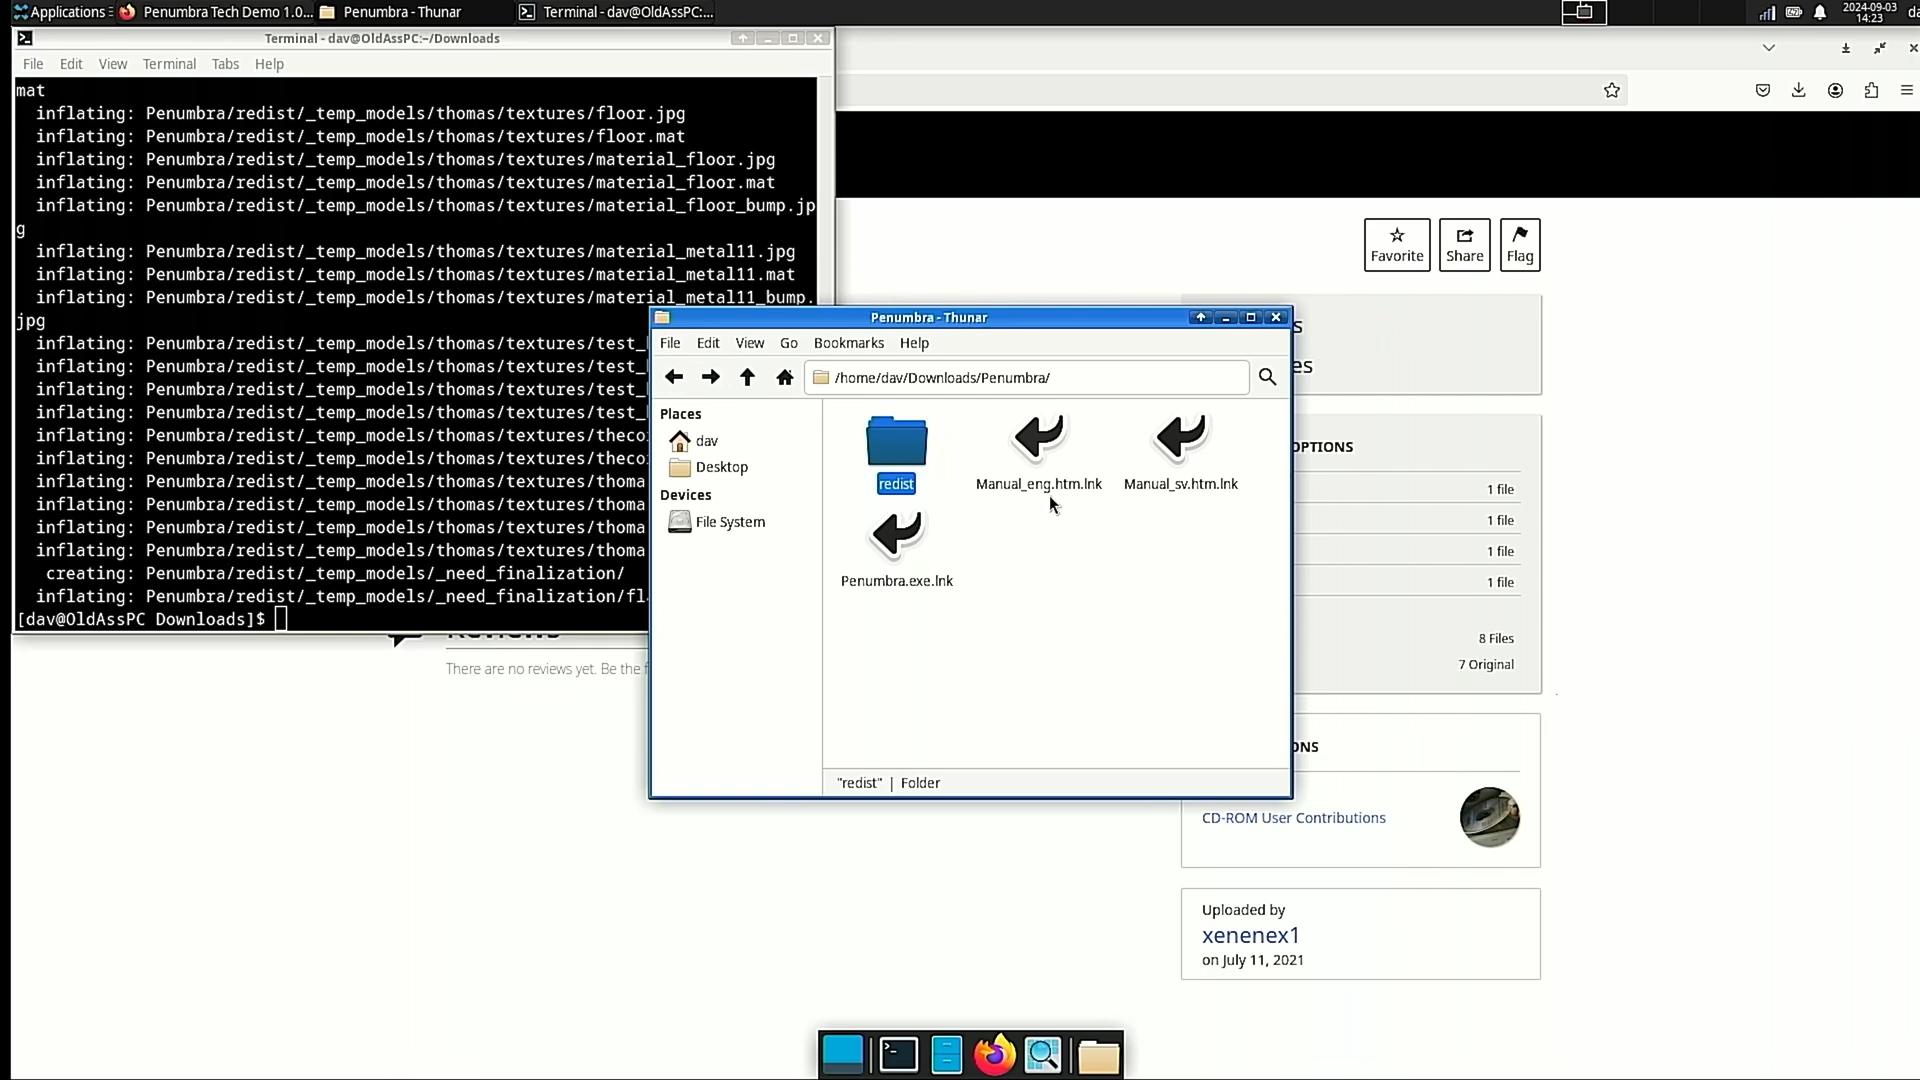 Applications
Penumbra Tech Demo 1.0...
Penumbra - Thunar
Terminal - dav@OldAssPC:...
2024-09-03
14:23
da
Terminal - dav@OldAssPC:~/Downloads
File Edit View Terminal Tabs Help
mat
inflating: Penumbra/redist/_temp_models/thomas/textures/floor.jpg
inflating: Penumbra/redist/_temp_models/thomas/textures/floor.mat
inflating: Penumbra/redist/_temp_models/thomas/textures/material_floor.jpg
inflating: Penumbra/redist/_temp_models/thomas/textures/material_floor.mat
inflating: Penumbra/redist/_temp_models/thomas/textures/material_floor_bump.jp
g
inflating: Penumbra/redist/_temp_models/thomas/textures/material_metal11.jpg
inflating: Penumbra/redist/_temp_models/thomas/textures/material_metal11.mat
inflating: Penumbra/redist/_temp_models/thomas/textures/material_metal11_bump.
jpg
inflating: Penumbra/redist/_temp_models/thomas/textures/test_
inflating: Penumbra/redist/_temp_models/thomas/textures/test_
inflating: Penumbra/redist/_temp_models/thomas/textures/test_
inflating: Penumbra/redist/_temp_models/thomas/textures/test_
inflating: Penumbra/redist/_temp_models/thomas/textures/theco
inflating: Penumbra/redist/_temp_models/thomas/textures/theco
inflating: Penumbra/redist/_temp_models/thomas/textures/thoma
inflating: Penumbra/redist/_temp_models/thomas/textures/thoma
inflating: Penumbra/redist/_temp_models/thomas/textures/thoma
inflating: Penumbra/redist/_temp_models/thomas/textures/thoma
creating: Penumbra/redist/_temp_models/_need_finalization/
inflating: Penumbra/redist/_temp_models/_need_finalization/fl
[dav@OldAssPC Downloads]$
Reviews
There are no reviews yet. Be the f
Penumbra - Thunar
File Edit View Go Bookmarks Help
/home/dav/Downloads/Penumbra/
Places
dav
Desktop
Devices
File System
redist
Manual_eng.htm.lnk
Manual_sv.htm.lnk
Penumbra.exe.lnk
"redist" | Folder
Favorite
Share
Flag
s
es
OPTIONS
1 file
1 file
1 file
1 file
8 Files
7 Original
ONS
CD-ROM User Contributions
Uploaded by
xenenex1
on July 11, 2021